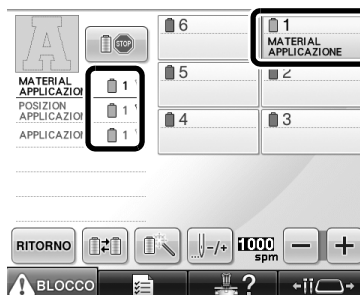 A
STOP
6
1
MATERIAL
APPLICAZIONE
5
2
4
3
MATERIAL
APPLICAZIO
1
POSIZION
APPLICAZIO
1
APPLICAZIO
1
RITORNO
-/+
1000
spm
−
+
BLOCCO
?